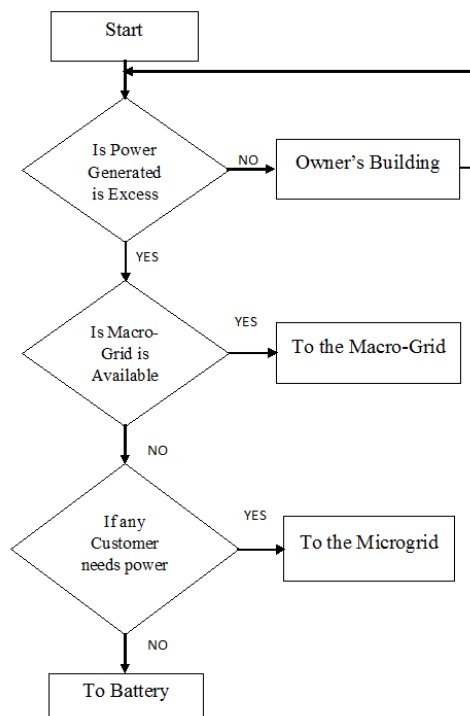 Start
Is Power
Generated
is Excess
NO
Owner's Building
YES
Is Macro-
Grid is
Available
YES
To the Macro-Grid
NO
If any
Customer
needs power
YES
To the Microgrid
NO
To Battery